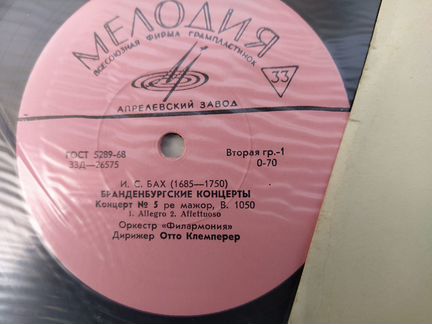 МЕЛОДИЯ
ВСЕСОЮЗНАЯ ФИРМА ГРАМПЛАСТИНОК
33
АПРЕЛЕВСКИЙ ЗАВОД
ГОСТ 5289-68
33Д—26575
Вторая гр.-1
0-70
И. С. БАХ (1685—1750)
БРАНДЕНБУРГСКИЕ КОНЦЕРТЫ
Концерт № 5 ре мажор, В. 1050
1. Allegro 2. Affettuoso
Оркестр «Филармония»
Дирижер Отто Клемперер